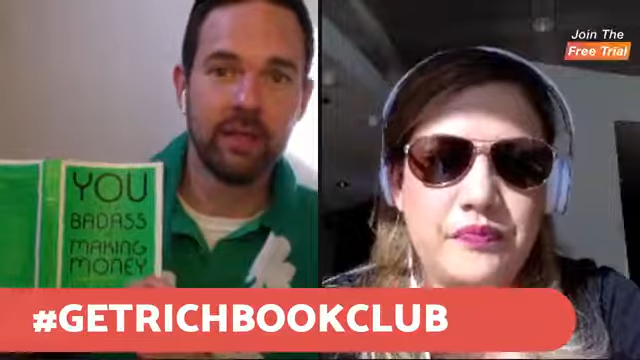 Join The
Free Trial
YOU
BADASS
MAKING
MONEY
#GETRICHBOOKCLUB